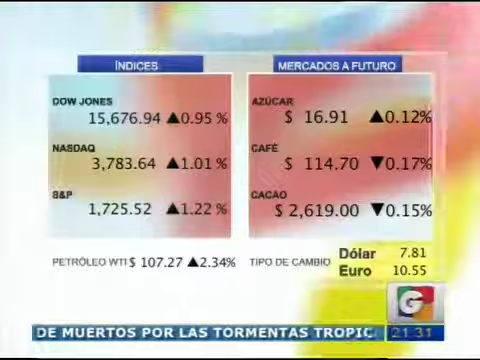 ÍNDICES
DOW JONES
15,676.94 ▲0.95 %
NASDAQ
3,783.64 ▲1.01 %
S&P
1,725.52 ▲1.22 %
MERCADOS A FUTURO
AZÚCAR
$ 16.91 ▲0.12%
CAFÉ
$ 114.70 ▼0.17%
CACAO
$ 2,619.00 ▼0.15%
PETRÓLEO WTI $ 107.27 ▲2.34%
TIPO DE CAMBIO
Dólar 7.81
Euro 10.55
G
DE MUERTOS POR LAS TORMENTAS TROPIC
21:31